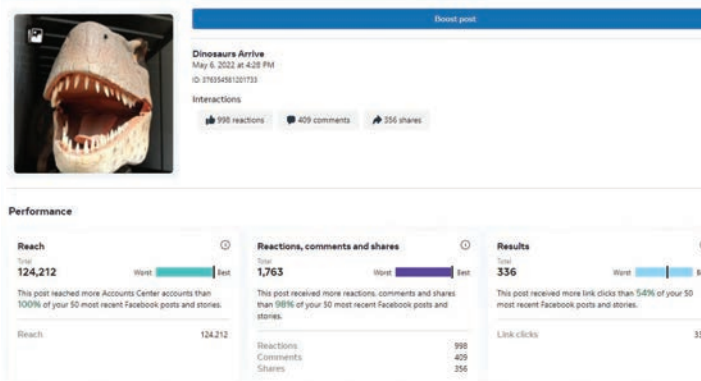 Boost post
Dinosaurs Arrive
May 6, 2022 at 4:28 PM
ID: 376354561201733
Interactions
998 reactions
409 comments
356 shares
Performance
Reach
Total
124,212
Worst
Best
This post reached more Accounts Center accounts than
100% of your 50 most recent Facebook posts and stories.
Reach
124,212
Reactions, comments and shares
Total
1,763
Worst
Best
This post received more reactions, comments and shares
than 98% of your 50 most recent Facebook posts and
stories.
Reactions
998
Comments
409
Shares
356
Results
Total
336
Worst
This post received more link clicks than 54% of your 50
most recent Facebook posts and stories.
Link clicks